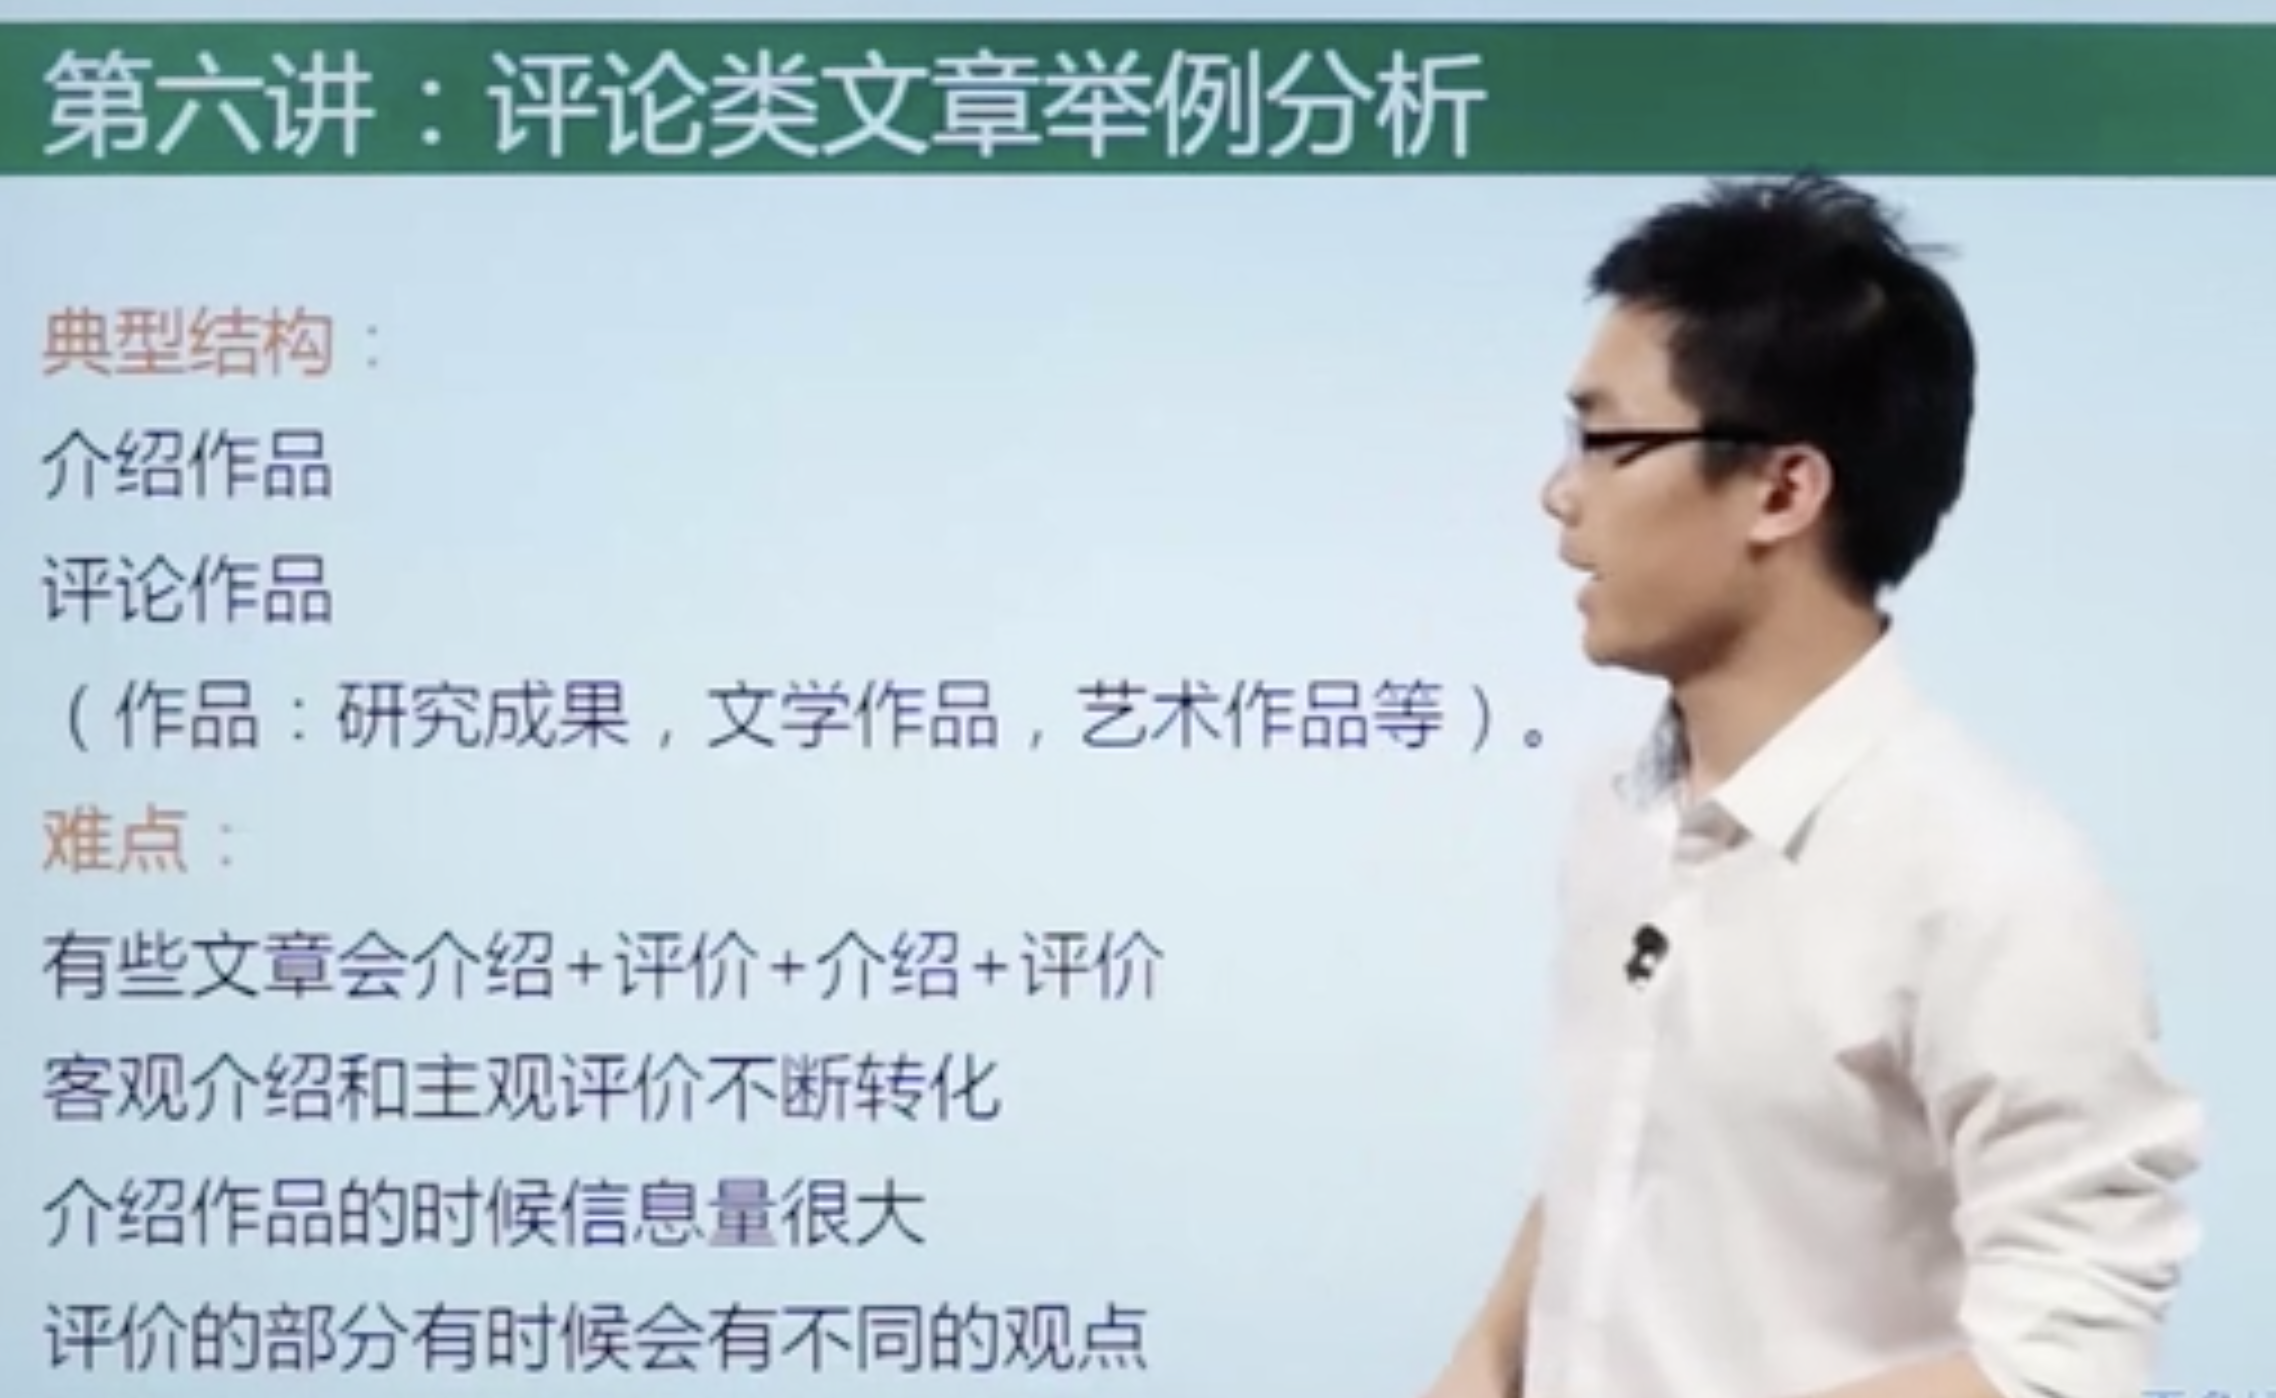 第六讲：评论类文章举例分析
典型结构：
介绍作品
评论作品
（作品：研究成果，文学作品，艺术作品等）。
难点：
有些文章会介绍+评价+介绍+评价
客观介绍和主观评价不断转化
介绍作品的时候信息量很大
评价的部分有时候会有不同的观点